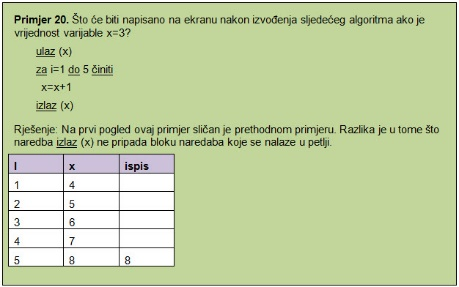 Primjer 20. Što će biti napisano na ekranu nakon izvođenja sljedećeg algoritma ako je
vrijednost varijable x=3?
ulaz (x)
za i=1 do 5 činiti
x=x+1
izlaz (x)
Rješenje: Na prvi pogled ovaj primjer sličan je prethodnom primjeru. Razlika je u tome što
naredba izlaz (x) ne pripada bloku naredaba koje se nalaze u petlji.
I x ispis
1 4
2 5
3 6
4 7
5 8 8